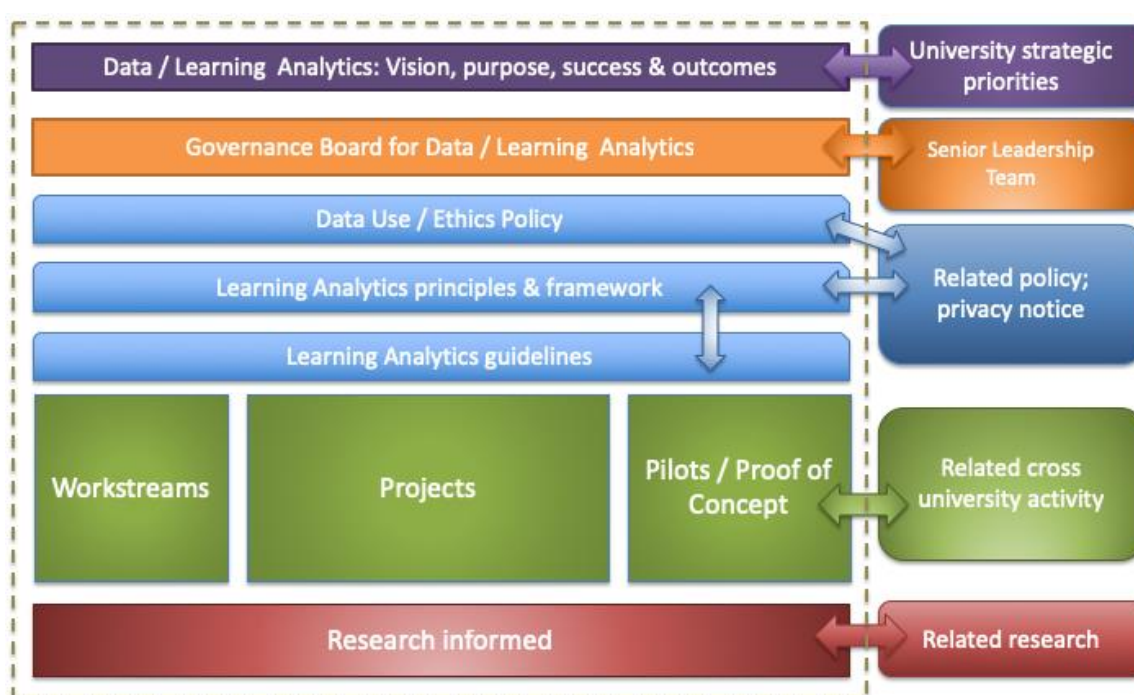 Data / Learning Analytics: Vision, purpose, success & outcomes
University strategic
priorities
Governance Board for Data / Learning Analytics
Senior Leadership
Team
Data Use / Ethics Policy
Learning Analytics principles & framework
Related policy;
privacy notice
Learning Analytics guidelines
Workstreams
Projects
Pilots / Proof of
Concept
Related cross
university activity
Research informed
Related research